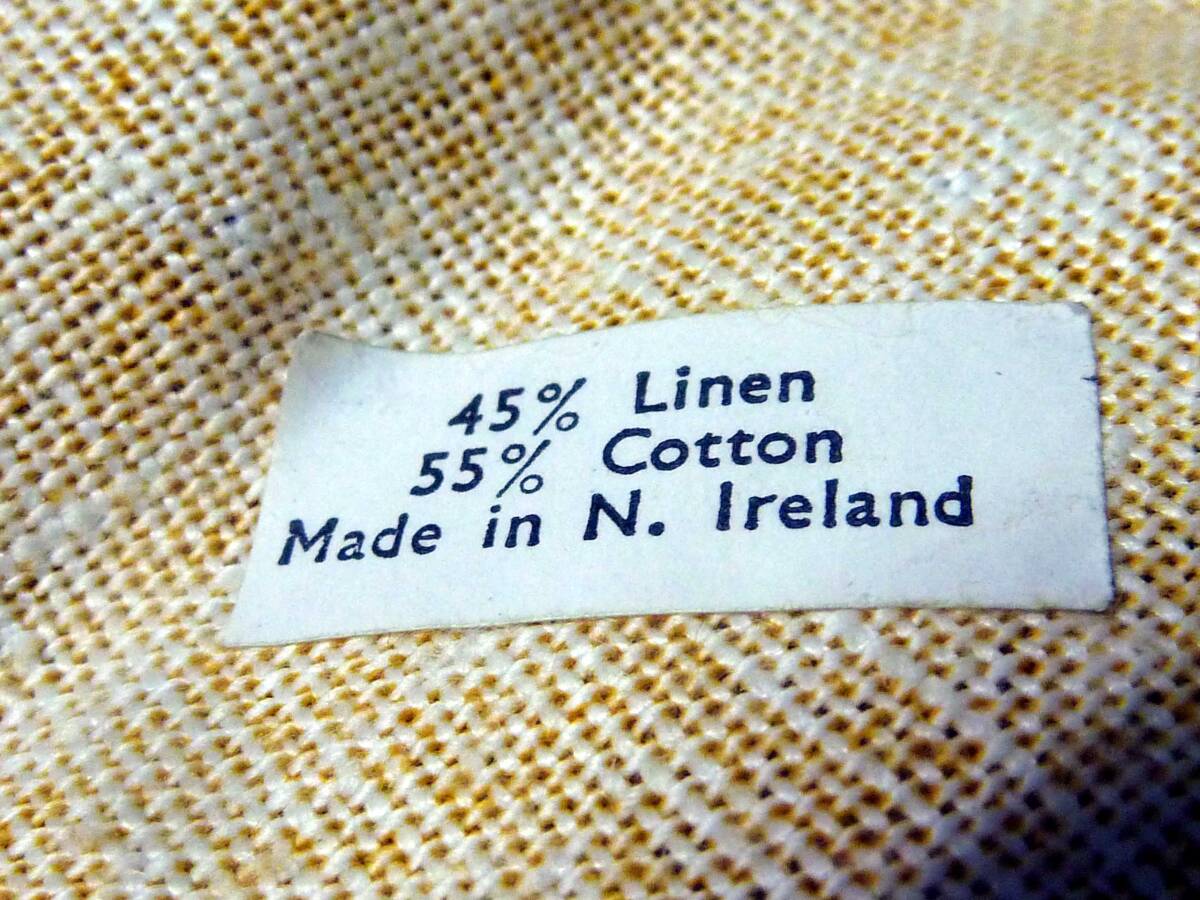 45% Linen
55% Cotton
Made in N. Ireland